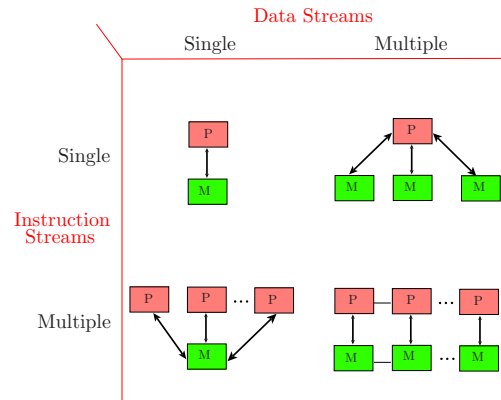 Data Streams
Single Multiple
Single
P P
M M M M
Instruction
Streams
Multiple
P P ... P P P ... P
M M M ... M